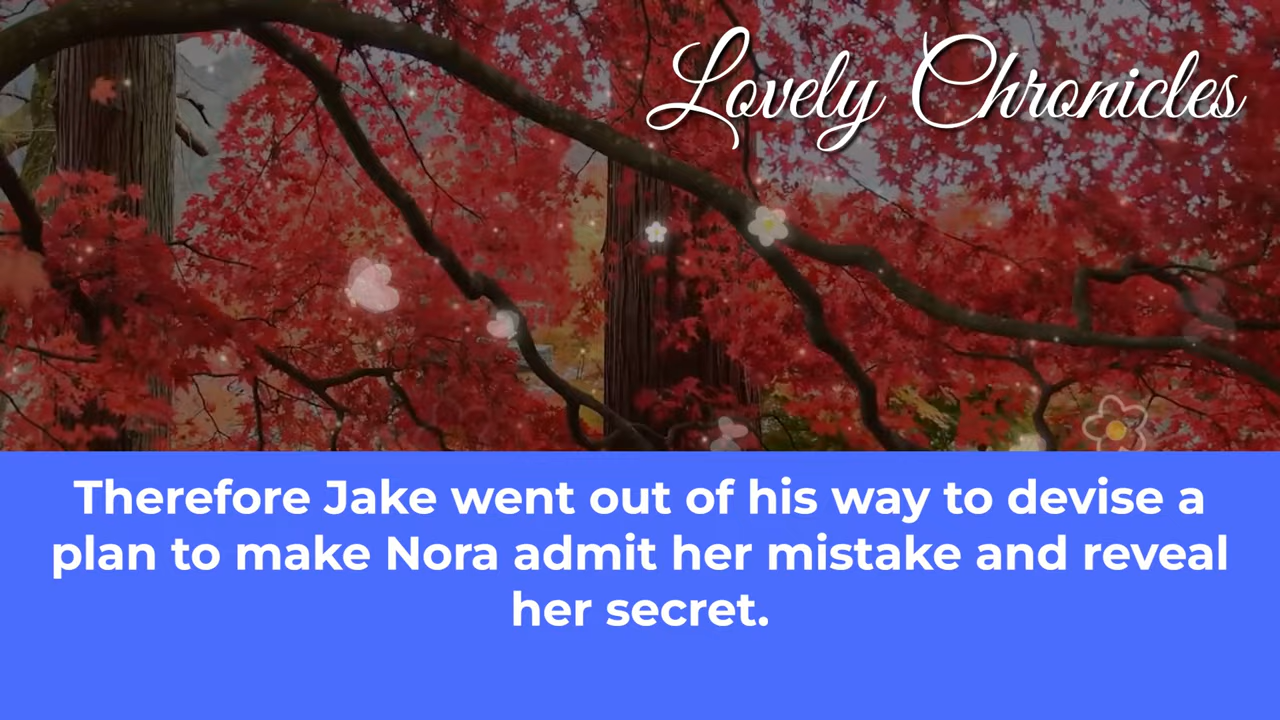 Lovely Chronicles
Therefore Jake went out of his way to devise a
plan to make Nora admit her mistake and reveal
her secret.